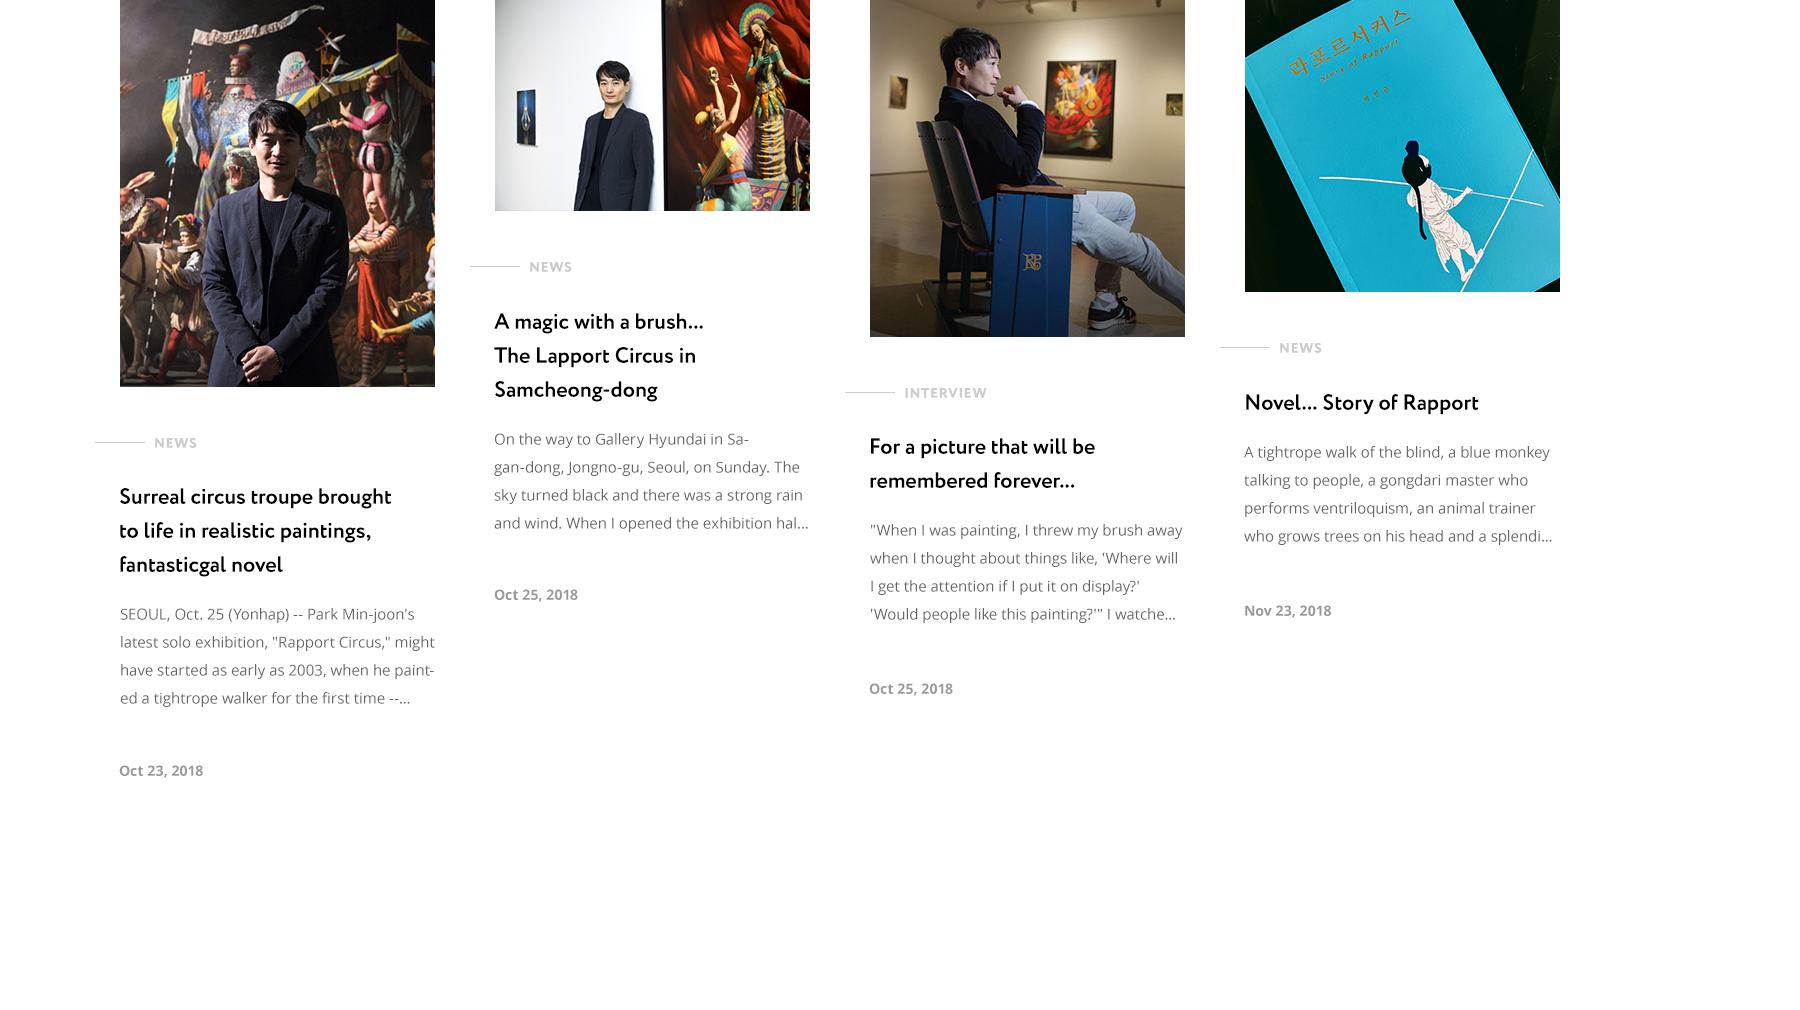 NEWS
Surreal circus troupe brought
to life in realistic paintings,
fantasticgal novel
SEOUL, Oct. 25 (Yonhap) -- Park Min-joon's
latest solo exhibition, "Rapport Circus," might
have started as early as 2003, when he paint-
ed a tightrope walker for the first time --...
Oct 23, 2018
NEWS
A magic with a brush...
The Lapport Circus in
Samcheong-dong
On the way to Gallery Hyundai in Sa-
gan-dong, Jongno-gu, Seoul, on Sunday. The
sky turned black and there was a strong rain
and wind. When I opened the exhibition hal...
Oct 25, 2018
INTERVIEW
For a picture that will be
remembered forever...
"When I was painting, I threw my brush away
when I thought about things like, 'Where will
I get the attention if I put it on display?'
'Would people like this painting?'" I watche...
Oct 25, 2018
라포르 서커스
Story of Rapport
NEWS
Novel... Story of Rapport
A tightrope walk of the blind, a blue monkey
talking to people, a gongdari master who
performs ventriloquism, an animal trainer
who grows trees on his head and a splendi...
Nov 23, 2018